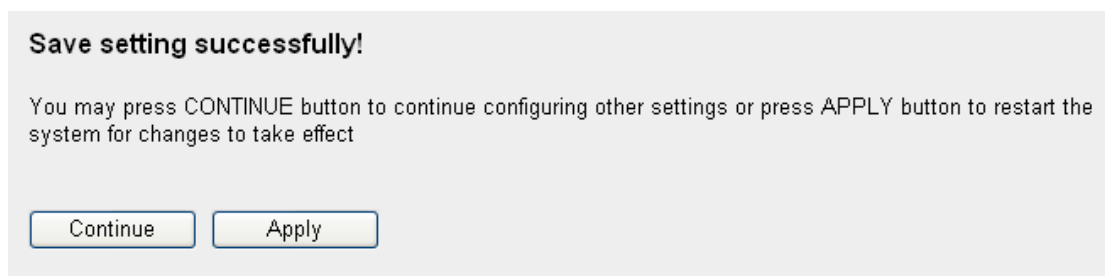 Save setting successfully!
You may press CONTINUE button to continue configuring other settings or press APPLY button to restart the
system for changes to take effect
Continue
Apply